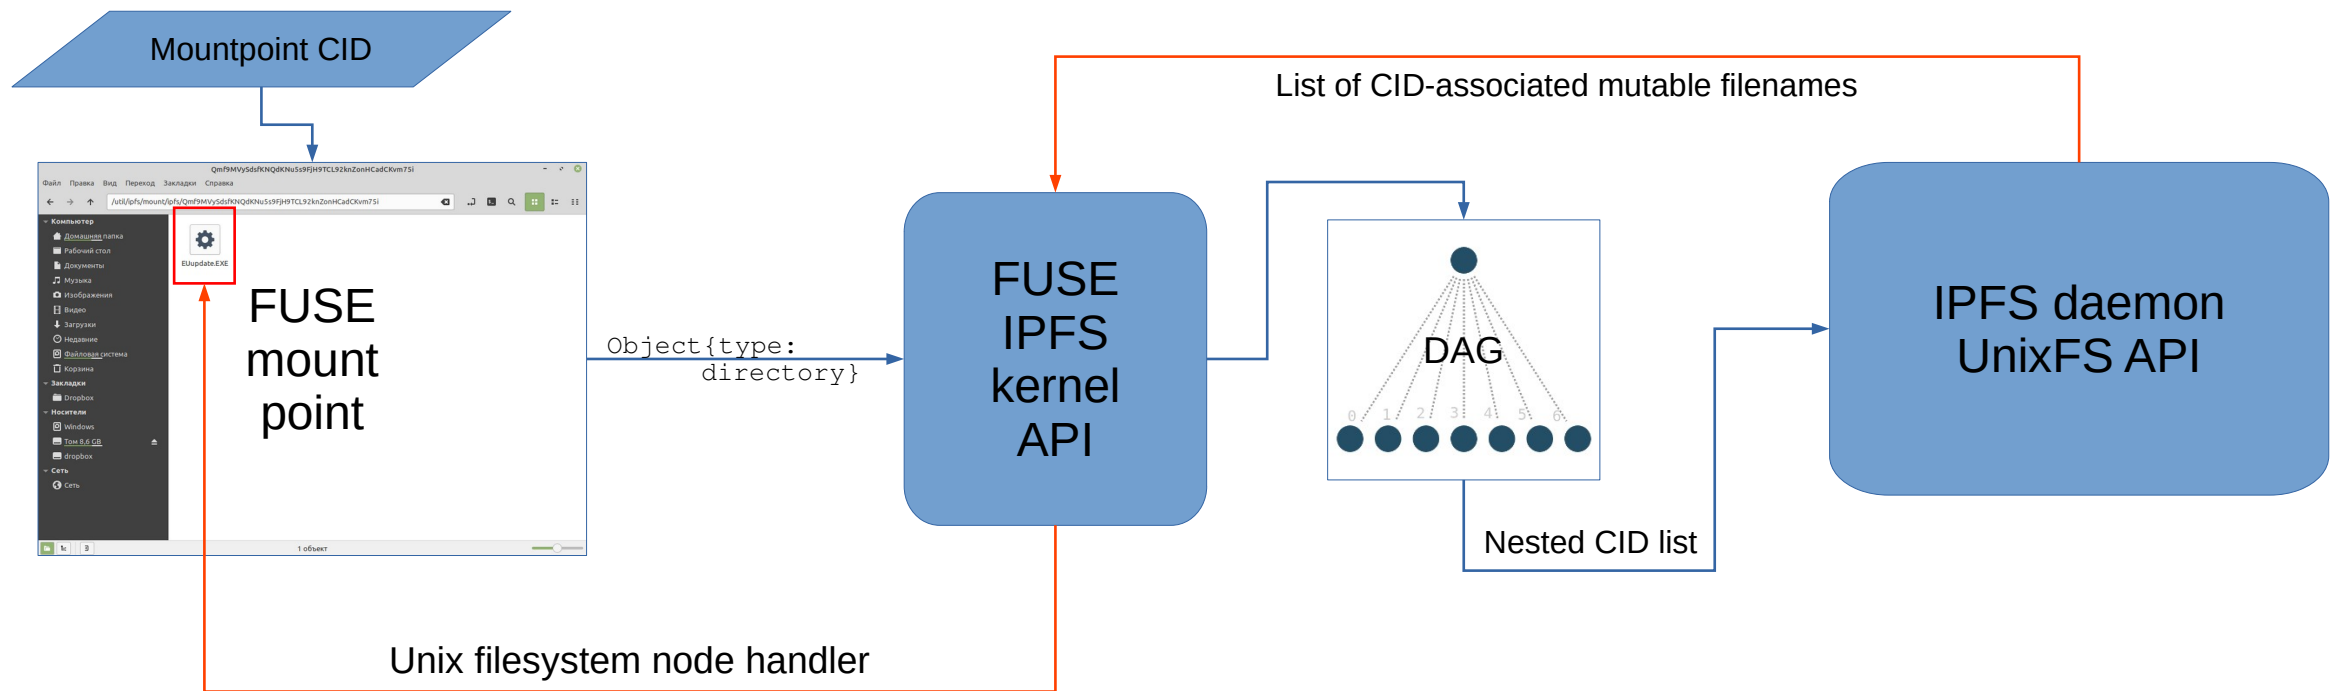 Mountpoint CID
List of CID-associated mutable filenames
Qmf9MVySdsfKNQdKNu5s9FjH9TCL92knZonHCadCKvm75i
Файл Правка Вид Переход Закладки Справка
/util/ipfs/mount/ipfs/Qmf9MVySdsfKNQdKNu5s9FjH9TCL92knZonHCadCKvm75i
Компьютер
Домашняя папка
Рабочий стол
Документы
Музыка
Изображения
Видео
Загрузки
Недавние
Файловая система
Корзина
Закладки
Dropbox
Носители
Windows
Том 8,6 GB
dropbox
Сеть
Сеть
EUupdate.EXE
1 объект
FUSE
mount
point
Object{type:
directory}
FUSE
IPFS
kernel
API
DAG
0 1 2 3 4 5 6
Nested CID list
IPFS daemon
UnixFS API
Unix filesystem node handler